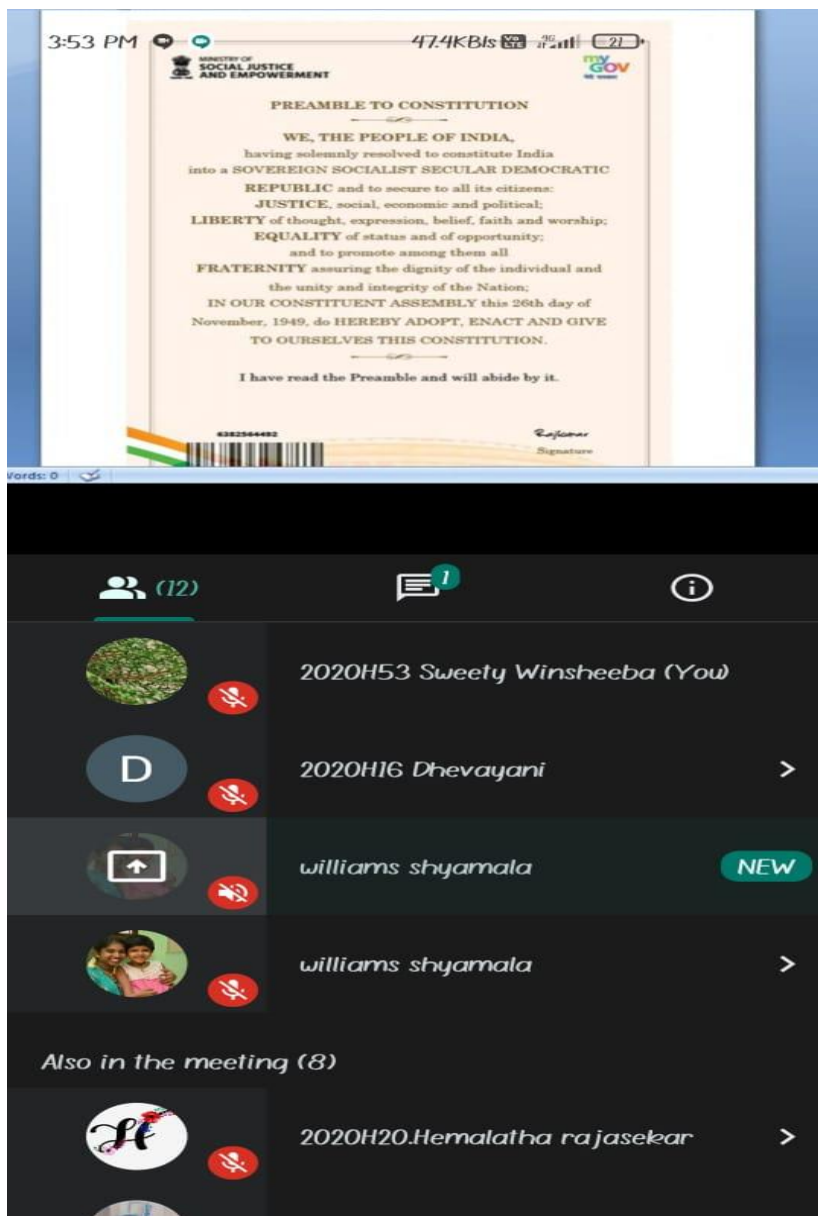 3:53 PM 47.4KB/s Vo LTE 4G 27
MINISTRY OF
SOCIAL JUSTICE
AND EMPOWERMENT
my
GOV
PREAMBLE TO CONSTITUTION
WE, THE PEOPLE OF INDIA,
having solemnly resolved to constitute India
into a SOVEREIGN SOCIALIST SECULAR DEMOCRATIC
REPUBLIC and to secure to all its citizens:
JUSTICE, social, economic and political;
LIBERTY of thought, expression, belief, faith and worship;
EQUALITY of status and of opportunity;
and to promote among them all
FRATERNITY assuring the dignity of the individual and
the unity and integrity of the Nation;
IN OUR CONSTITUENT ASSEMBLY this 26th day of
November, 1949, do HEREBY ADOPT, ENACT AND GIVE
TO OURSELVES THIS CONSTITUTION.
I have read the Preamble and will abide by it.
6382564492
Rajkumar
Signature
Words: 0
(12)
1
2020H53 Sweety Winsheeba (You)
D
2020H16 Dhevayani
williams shyamala
NEW
williams shyamala
Also in the meeting (8)
H
2020H20.Hemalatha rajasekar